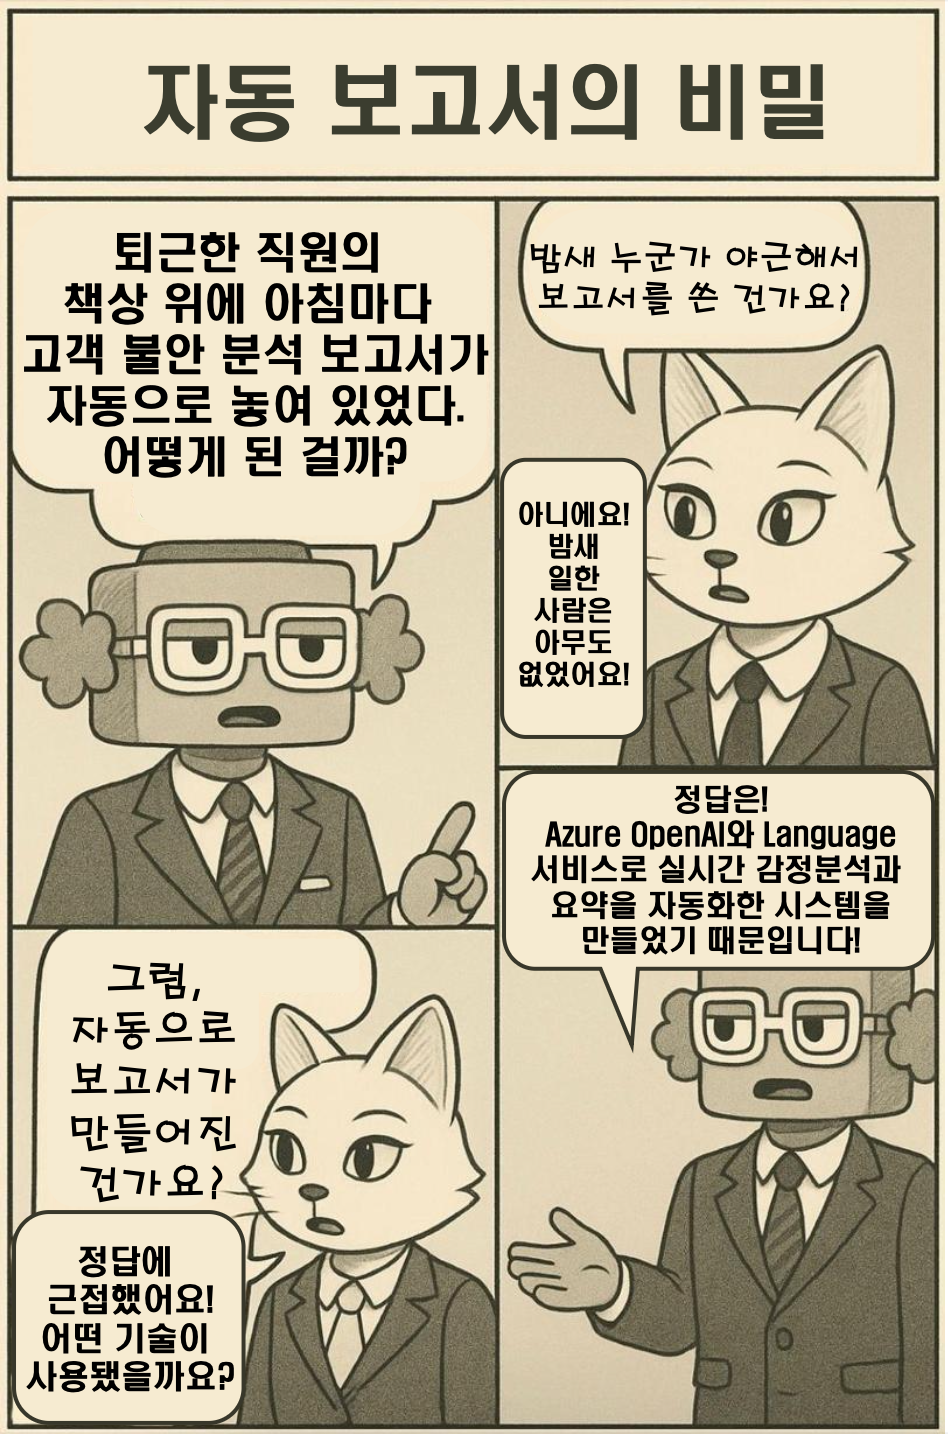 자동 보고서의 비밀
퇴근한 직원의
책상 위에 아침마다
고객 불안 분석 보고서가
자동으로 놓여 있었다.
어떻게 된 걸까?
밤새 누군가 야근해서
보고서를 쓴 건가요?
아니에요!
밤새
일한
사람은
아무도
없었어요!
그럼,
자동으로
보고서가
만들어진
건가요?
정답에
근접했어요!
어떤 기술이
사용됐을까요?
정답은!
Azure OpenAI와 Language
서비스로 실시간 감정분석과
요약을 자동화한 시스템을
만들었기 때문입니다!